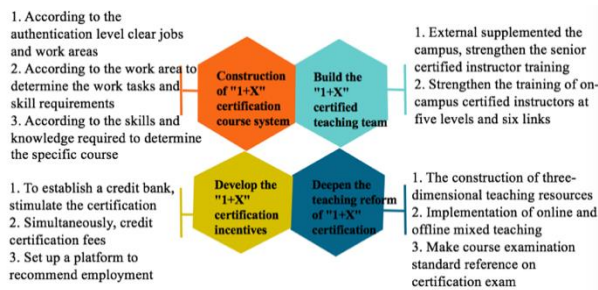 1. According to the
authentication level clear jobs
and work areas
2. According to the work area to
determine the work tasks and
skill requirements
3. According to the skills and
knowledge required to determine
the specific course
Construction
of "1+X"
certification
course system
Build the
"1+X"
certified
teaching team
1. External supplemented the
campus, strengthen the senior
certified instructor training
2. Strengthen the training of on-
campus certified instructors at
five levels and six links
1. To establish a credit bank,
stimulate the certification
2. Simultaneously, credit
certification fees
3. Set up a platform to
recommend employment
Develop the
"1+X"
certification
incentives
Deepen the
teaching reform
of "1+X"
certification
1. The construction of three-
dimensional teaching resources
2. Implementation of online and
offline mixed teaching
3. Make course examination
standard reference on
certification exam